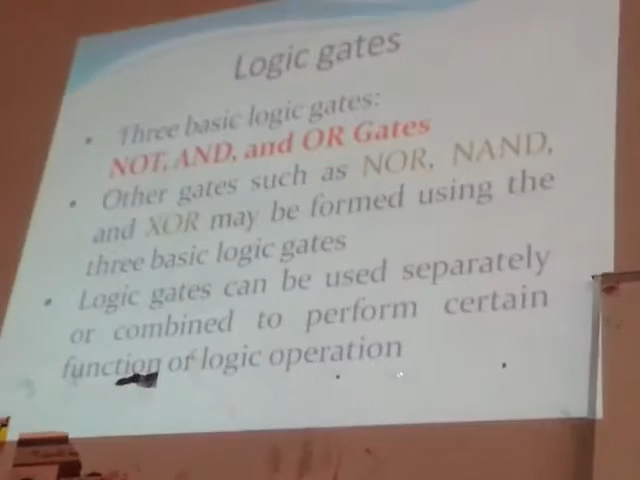 Logic gates
• Three basic logic gates:
NOT, AND, and OR Gates
• Other gates such as NOR, NAND,
and XOR may be formed using the
three basic logic gates
• Logic gates can be used separately
or combined to perform certain
function of logic operation